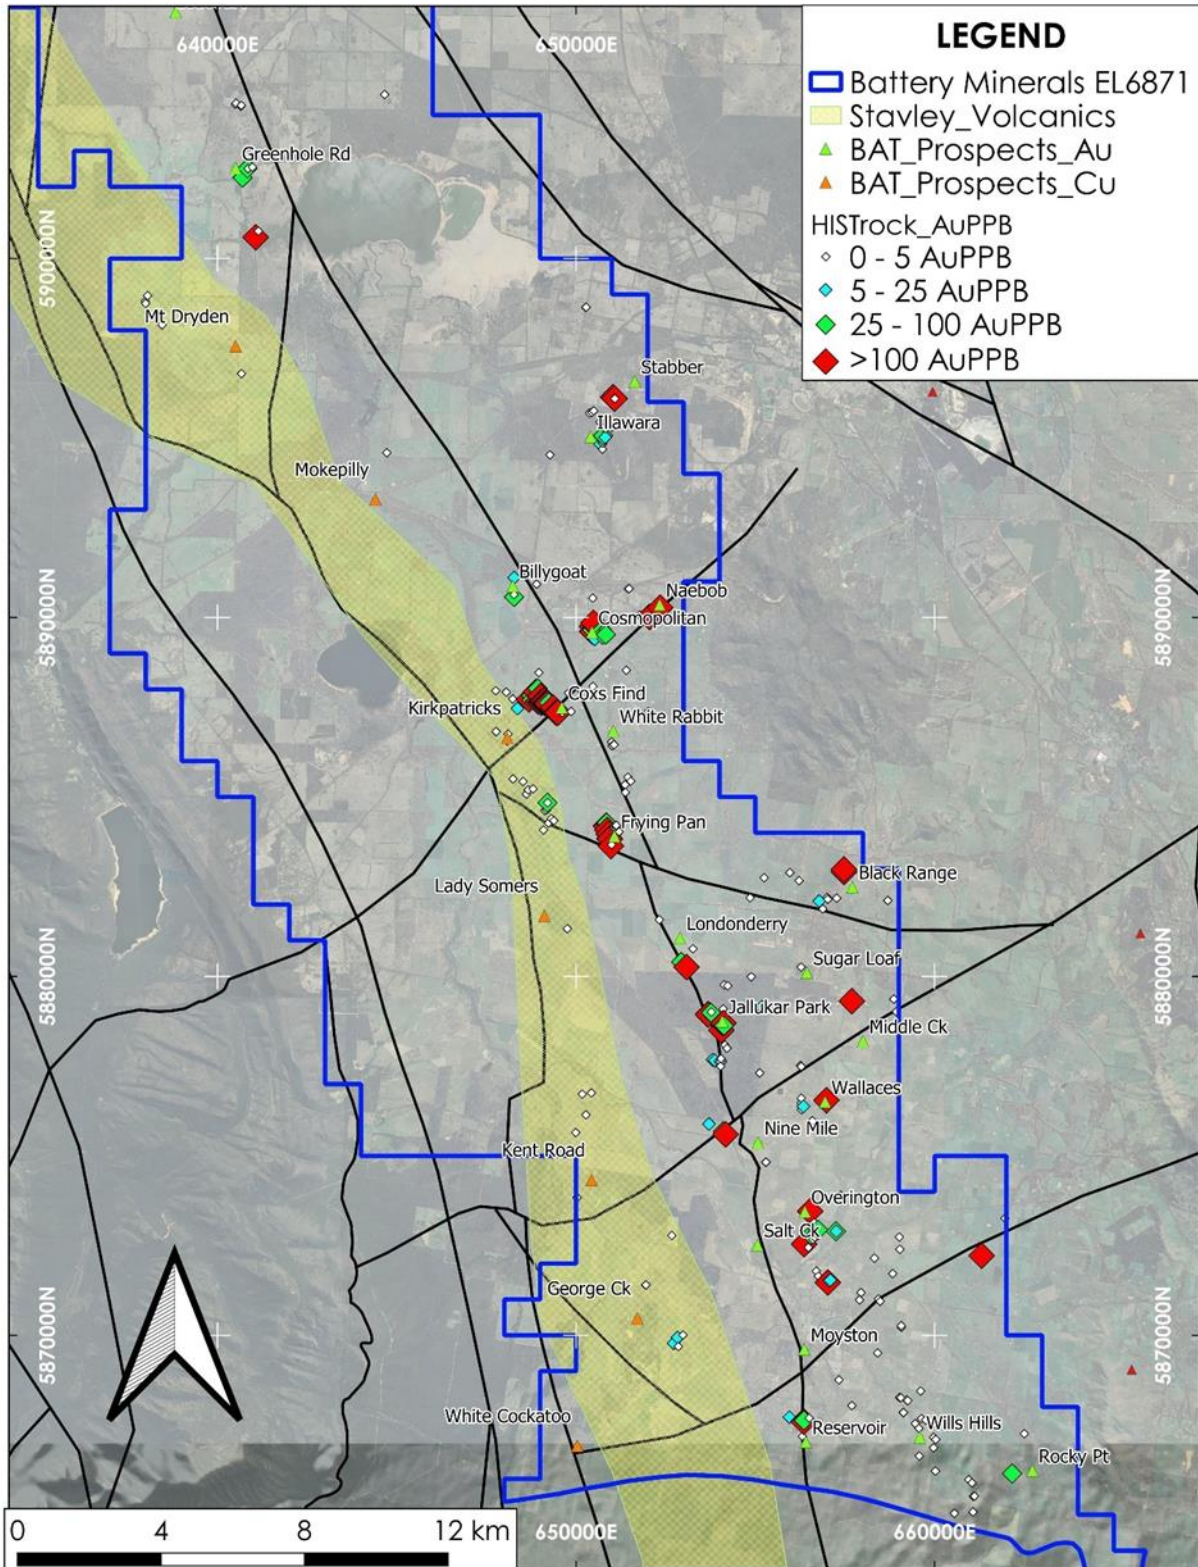 640000E
650000E
LEGEND
Battery Minerals EL6871
Stavley_Volcanics
BAT_Prospects_Au
BAT_Prospects_Cu
HISTrock_AuPPB
0 - 5 AuPPB
5 - 25 AuPPB
25 - 100 AuPPB
>100 AuPPB
Greenhole Rd
5900000N
Mt Dryden
Stabber
Illawara
Mokepilly
Billygoat
Naebob
Cosmopolitan
5890000N
5890000N
Kirkpatricks
Coxs Find
White Rabbit
Frying Pan
Black Range
Lady Somers
Londonderry
Sugar Loaf
5880000N
5880000N
Jallukar Park
Middle Ck
Wallaces
Nine Mile
Kent Road
Overington
Salt Ck
George Ck
5870000N
5870000N
Moyston
White Cockatoo
Reservoir
Wills Hills
Rocky Pt
0 4 8 12 km
650000E
660000E